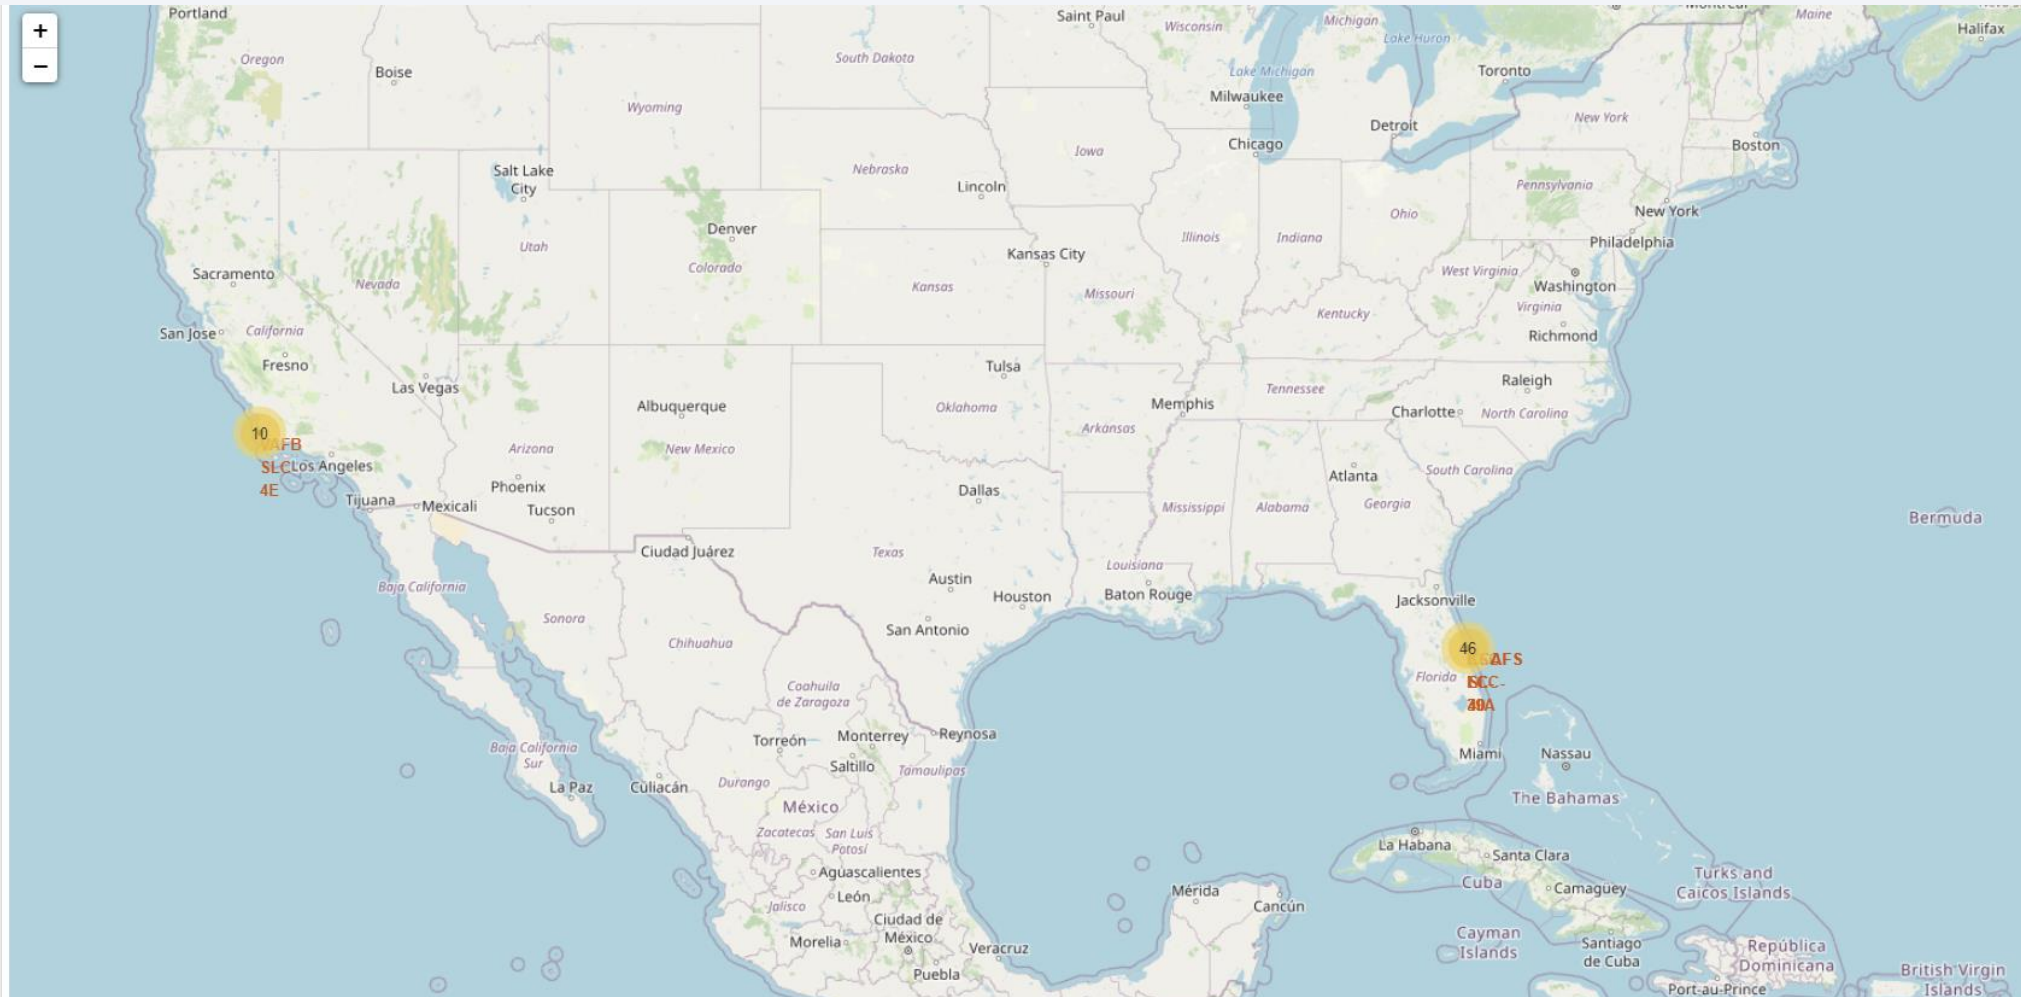 +
−
Portland
Saint Paul
Wisconsin
Michigan
Maine
Halifax
Oregon
Boise
South Dakota
Lake Huron
Toronto
Lake Michigan
Wyoming
Milwaukee
Detroit
New York
Iowa
Chicago
Boston
Salt Lake
City
Nebraska
Lincoln
Pennsylvania
New York
Ohio
Denver
Utah
Illinois
Indiana
Philadelphia
Kansas City
Colorado
Sacramento
Nevada
Kansas
Missouri
West Virginia
Washington
Virginia
Kentucky
Richmond
San Jose
California
Fresno
Las Vegas
Tulsa
Tennessee
Raleigh
Albuquerque
Oklahoma
Memphis
Charlotte
North Carolina
10
Arkansas
VAFB
SLC
4E
Los Angeles
Arizona
New Mexico
South Carolina
Atlanta
Phoenix
Dallas
Tijuana
Mexicali
Tucson
Mississippi
Alabama
Georgia
Bermuda
Ciudad Juárez
Texas
Louisiana
Baja California
Austin
Houston
Baton Rouge
Jacksonville
Sonora
San Antonio
Chihuahua
46
Florida
Coahuila
de Zaragoza
Torreón
Monterrey
Reynosa
Baja California
Sur
Saltillo
Tamaulipas
Miami
Nassau
La Paz
Culiacán
Durango
México
The Bahamas
Zacatecas
San Luis
Potosí
La Habana
Santa Clara
Aguascalientes
Turks and
Caicos Islands
León
Mérida
Cuba
Camaguey
Jalisco
Cancún
Ciudad de
México
Morelia
Veracruz
Cayman
Islands
Santiago
de Cuba
República
Dominicana
Puebla
Port-au-Prince
British Virgin
Islands